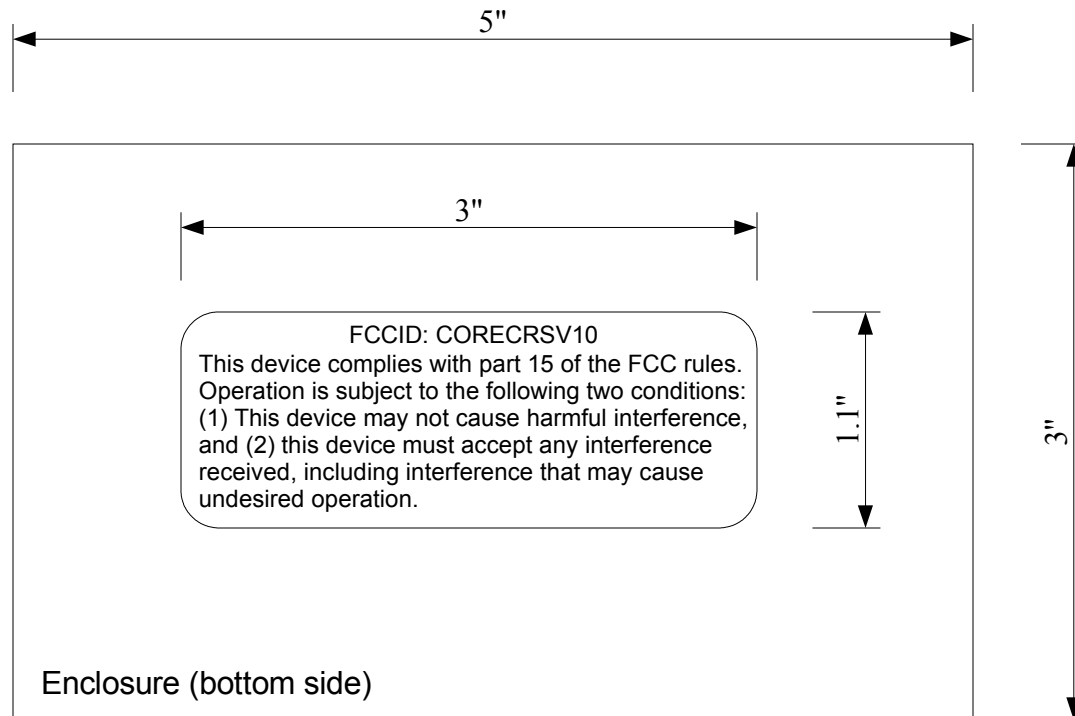 5"
3"
FCCID: CORECRSV10
This device complies with part 15 of the FCC rules.
Operation is subject to the following two conditions:
(1) This device may not cause harmful interference,
and (2) this device must accept any interference
received, including interference that may cause
undesired operation.
1.1"
3"
Enclosure (bottom side)